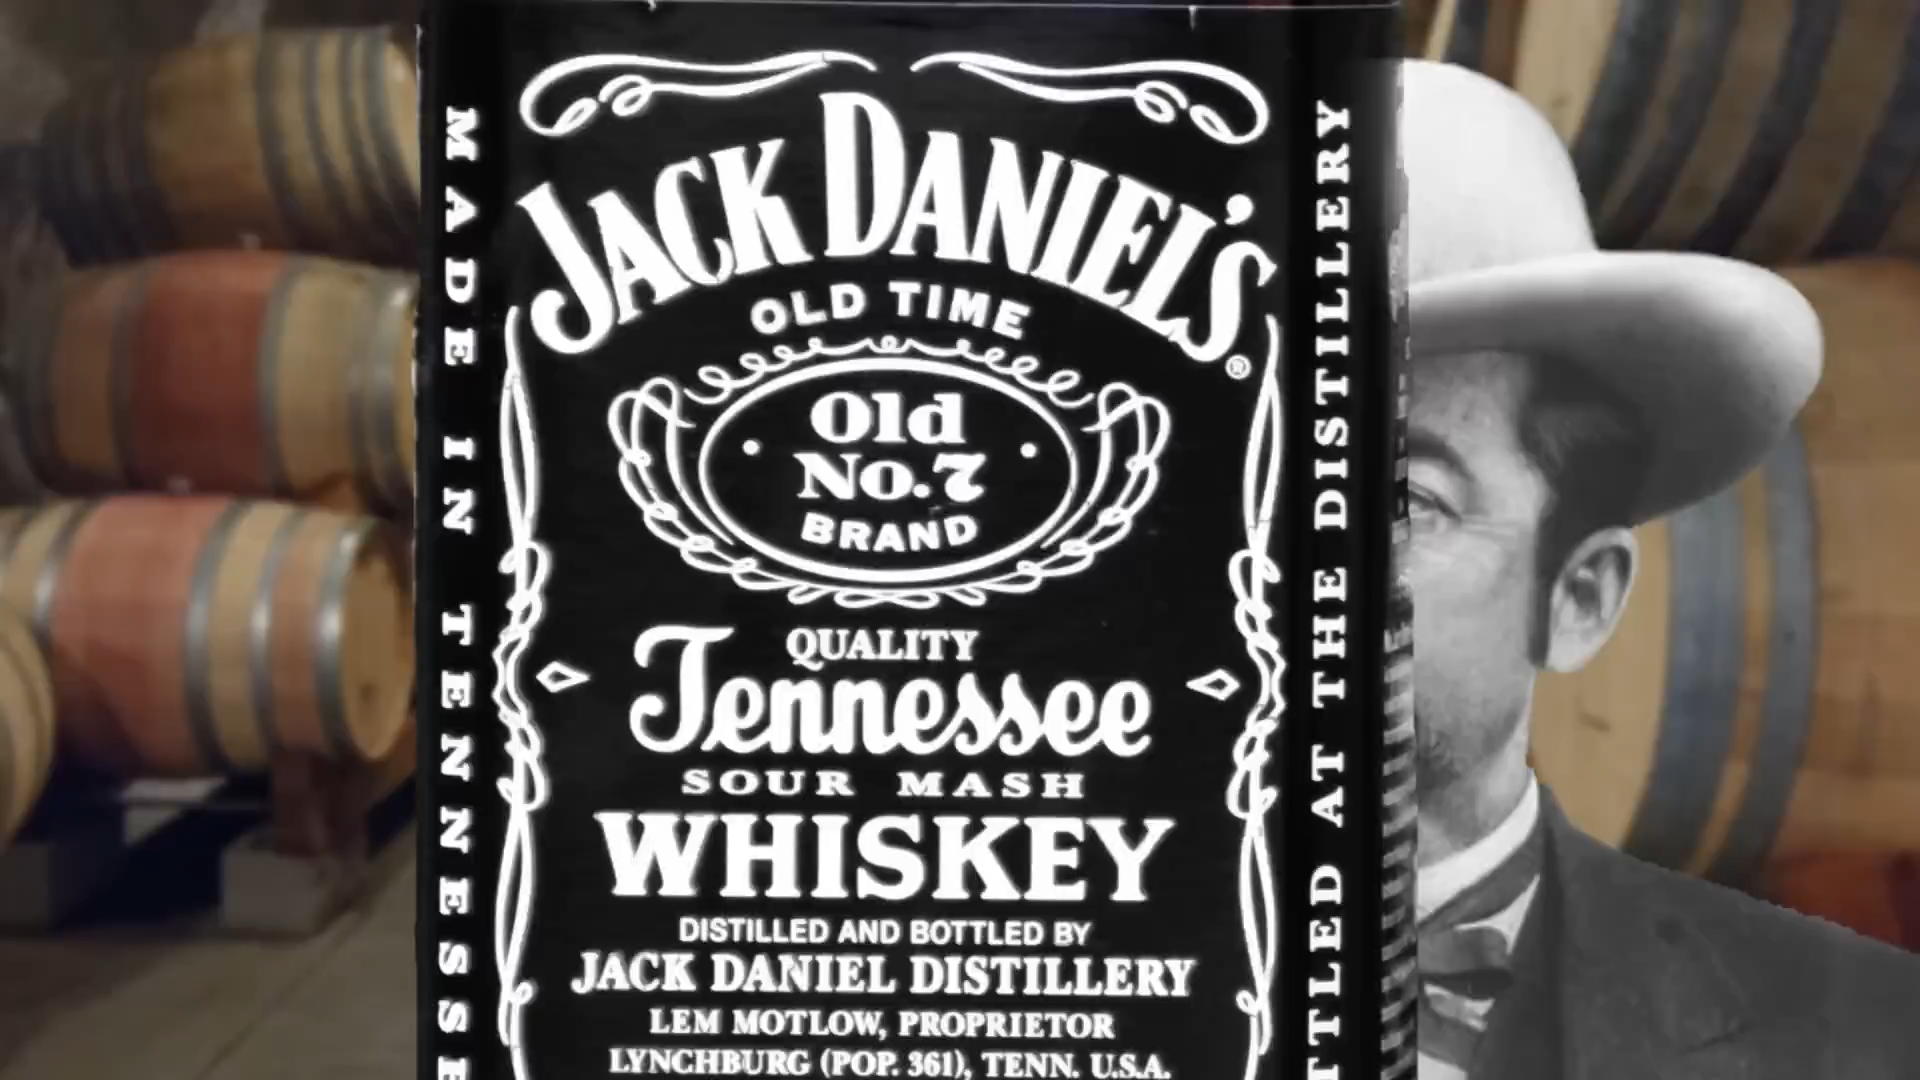 MADE IN TENNESSE
JACK DANIEL'S
®
OLD TIME
Old
No.7
BRAND
QUALITY
Tennessee
SOUR MASH
WHISKEY
DISTILLED AND BOTTLED BY
JACK DANIEL DISTILLERY
LEM MOTLOW, PROPRIETOR
LYNCHBURG (POP. 361), TENN. U.S.A.
TTLED AT THE DISTILLERY